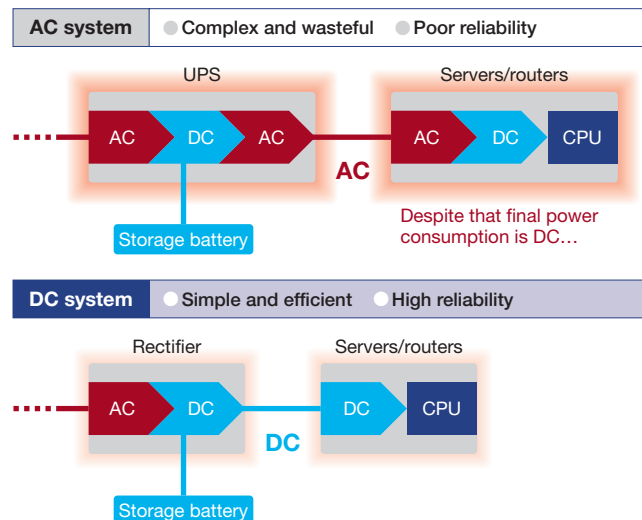 AC system Complex and wasteful Poor reliability
UPS Servers/routers
AC DC AC AC DC CPU
AC
Storage battery
Despite that final power
consumption is DC…
DC system Simple and efficient High reliability
Rectifier Servers/routers
AC DC DC CPU
DC
Storage battery